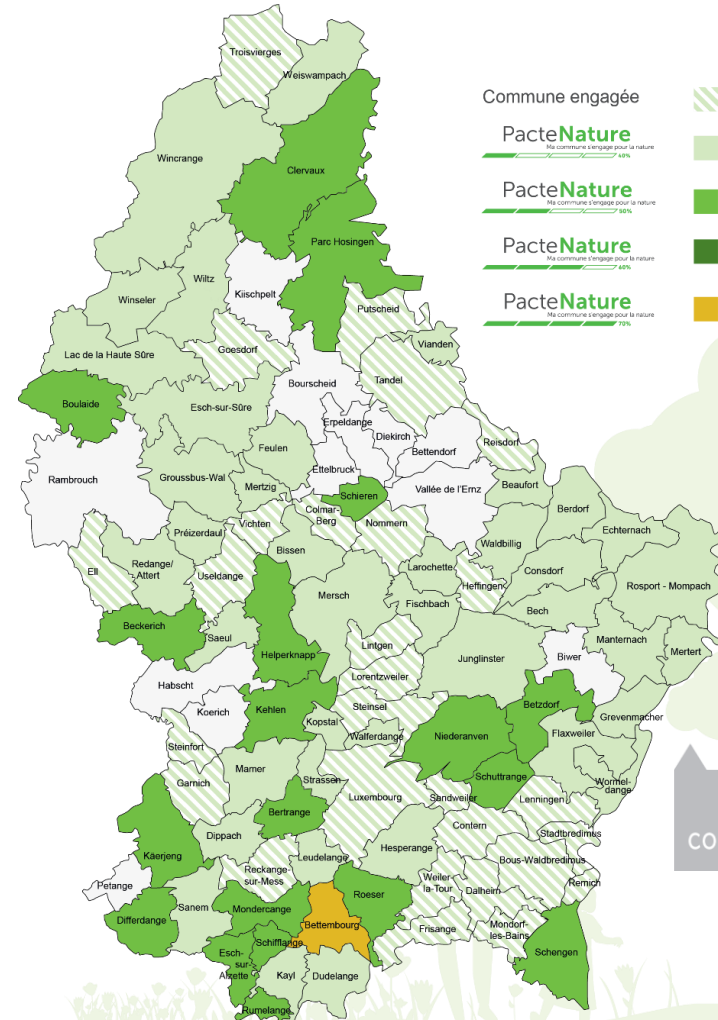 Troisvierges
Weiswampach
Commune engagée
PacteNature
Ma commune s'engage pour la nature
40%
Wincrange
Clervaux
PacteNature
Ma commune s'engage pour la nature
50%
Parc Hosingen
PacteNature
Ma commune s'engage pour la nature
60%
Wiltz
Kiischpelt
Winseler
Putscheid
PacteNature
Ma commune s'engage pour la nature
70%
Goesdorf
Vianden
Lac de la Haute Sûre
Tandel
Bourscheid
Boulaide
Esch-sur-Sûre
Erpeldange
Diekirch
Reisdorf
Feulen
Bettendorf
Ettelbruck
Rambrouch
Groussbus-Wal
Mertzig
Schieren
Vallée de l'Ernz
Beaufort
Colmar-
Berg
Berdorf
Vichten
Nommern
Echternach
Préizerdaul
Waldbillig
Bissen
Redange/
Attert
Ell
Useldange
Larochette
Consdorf
Heffingen
Rosport - Mompach
Mersch
Fischbach
Bech
Beckerich
Saeul
Manternach
Lintgen
Mertert
Helperknapp
Junglinster
Biwer
Lorentzweiler
Habscht
Koerich
Kehlen
Steinsel
Betzdorf
Kopstal
Grevenmacher
Walferdange
Niederanven
Flaxweiler
Steinfort
Mamer
Garnich
Strassen
Schuttrange
Wormel-
dange
Luxembourg
Sandweiler
Lenningen
Bertrange
Contern
Stadtbredimus
Dippach
CO
Käerjeng
Leudelange
Hesperange
Bous-Waldbredimus
Reckange-
sur-Mess
Weiler-
la-Tour
Dalheim
Remich
Petange
Roeser
Sanem
Mondercange
Differdange
Bettembourg
Frisange
Mondorf-
les-Bains
Schifflange
Schengen
Esch-
sur-
Alzette
Kayl
Dudelange
Rumelange